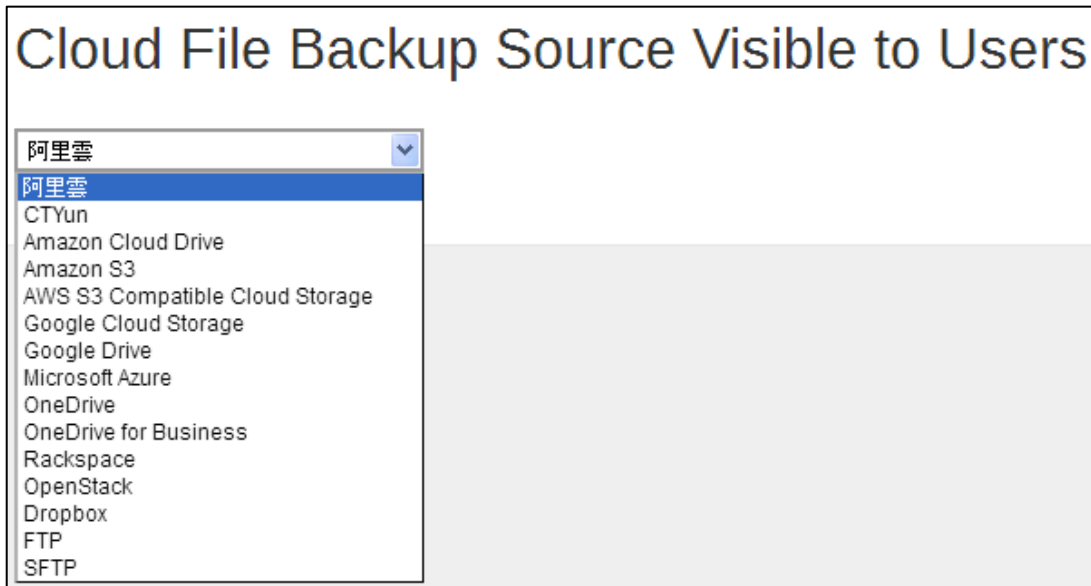 Cloud File Backup Source Visible to Users
阿里雲
阿里雲
CTYun
Amazon Cloud Drive
Amazon S3
AWS S3 Compatible Cloud Storage
Google Cloud Storage
Google Drive
Microsoft Azure
OneDrive
OneDrive for Business
Rackspace
OpenStack
Dropbox
FTP
SFTP